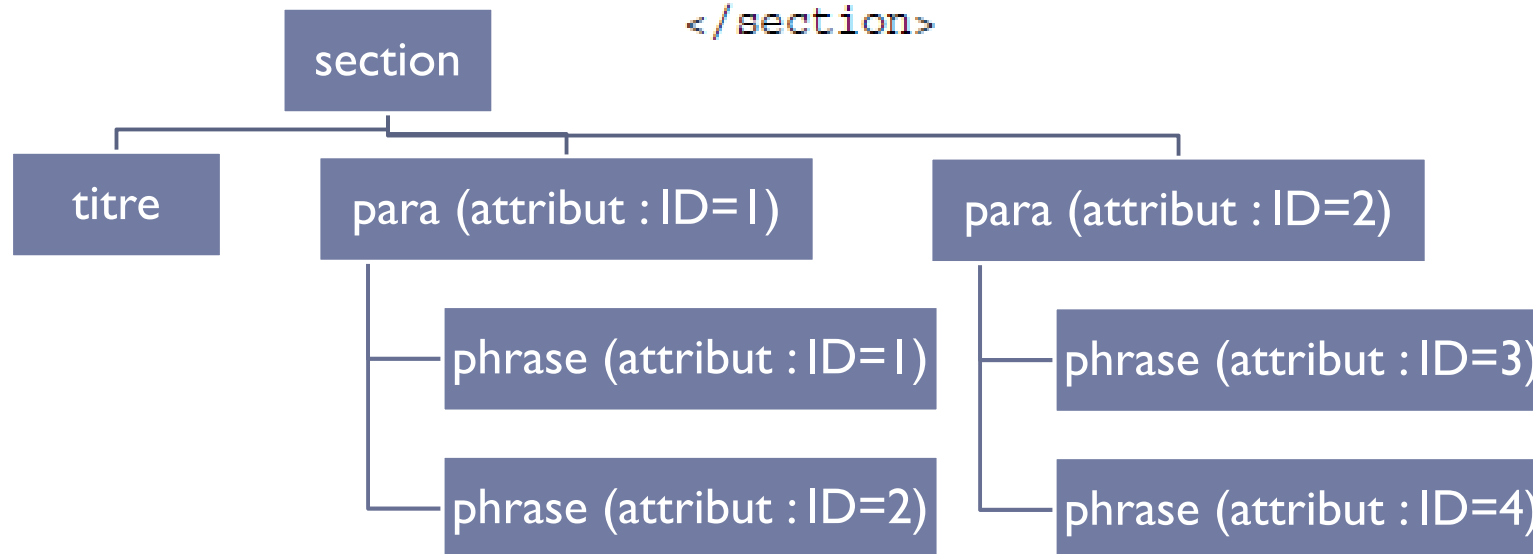 </section>
section
titre
para (attribut : ID=1)
para (attribut : ID=2)
phrase (attribut : ID=1)
phrase (attribut : ID=3)
phrase (attribut : ID=2)
phrase (attribut : ID=4)